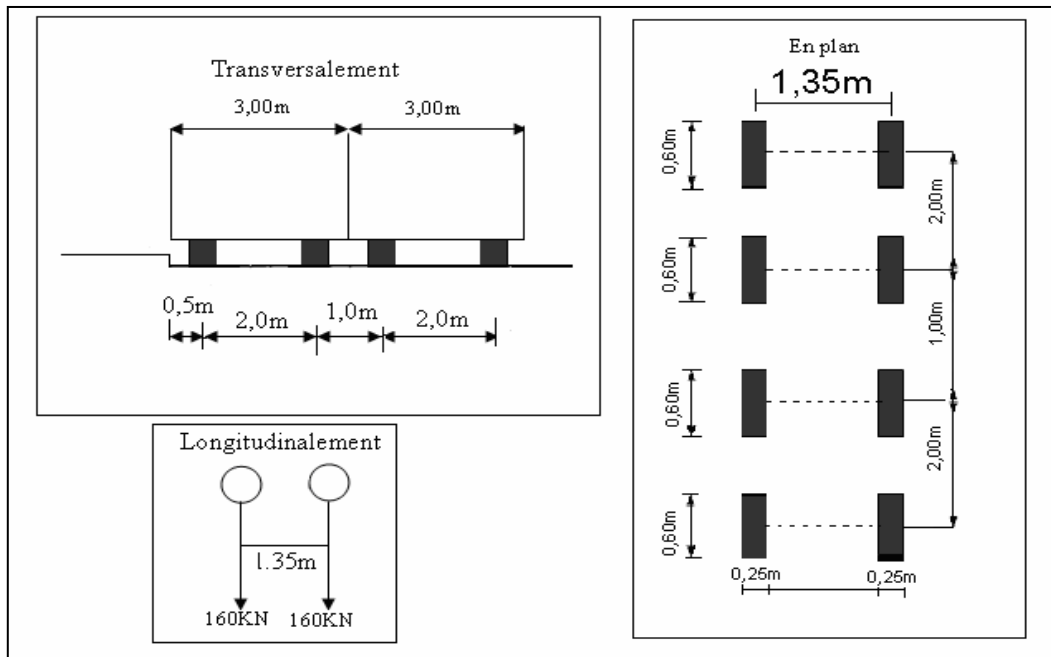 Transversalement
3,00m 3,00m
0,5m 2,0m 1,0m 2,0m
Longitudinalement
1.35m
160KN 160KN
En plan
1,35m
0,60m
2,00m
0,60m
1,00m
0,60m
2,00m
0,60m
0,25m 0,25m